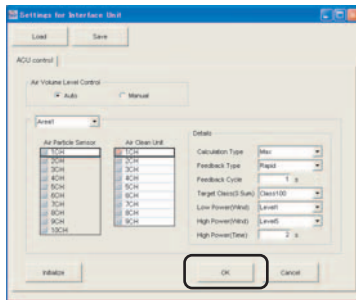 Settings for Interface Unit
Load Save
ACU control
Air Volume Level Control
Auto Manual
Area1
Details
Air Particle Sensor Air Clean Unit
1CH 1CH
2CH 2CH
3CH 3CH
4CH 4CH
5CH 5CH
6CH 6CH
7CH 7CH
8CH 8CH
9CH 9CH
10CH
Calculation Type Max
Feedback Type Rapid
Feedback Cycle 1 s
Target Class(0.5um) Class100
Low Power(Wind) Level1
High Power(Wind) Level5
High Power(Time) 2 s
Initialize OK Cancel